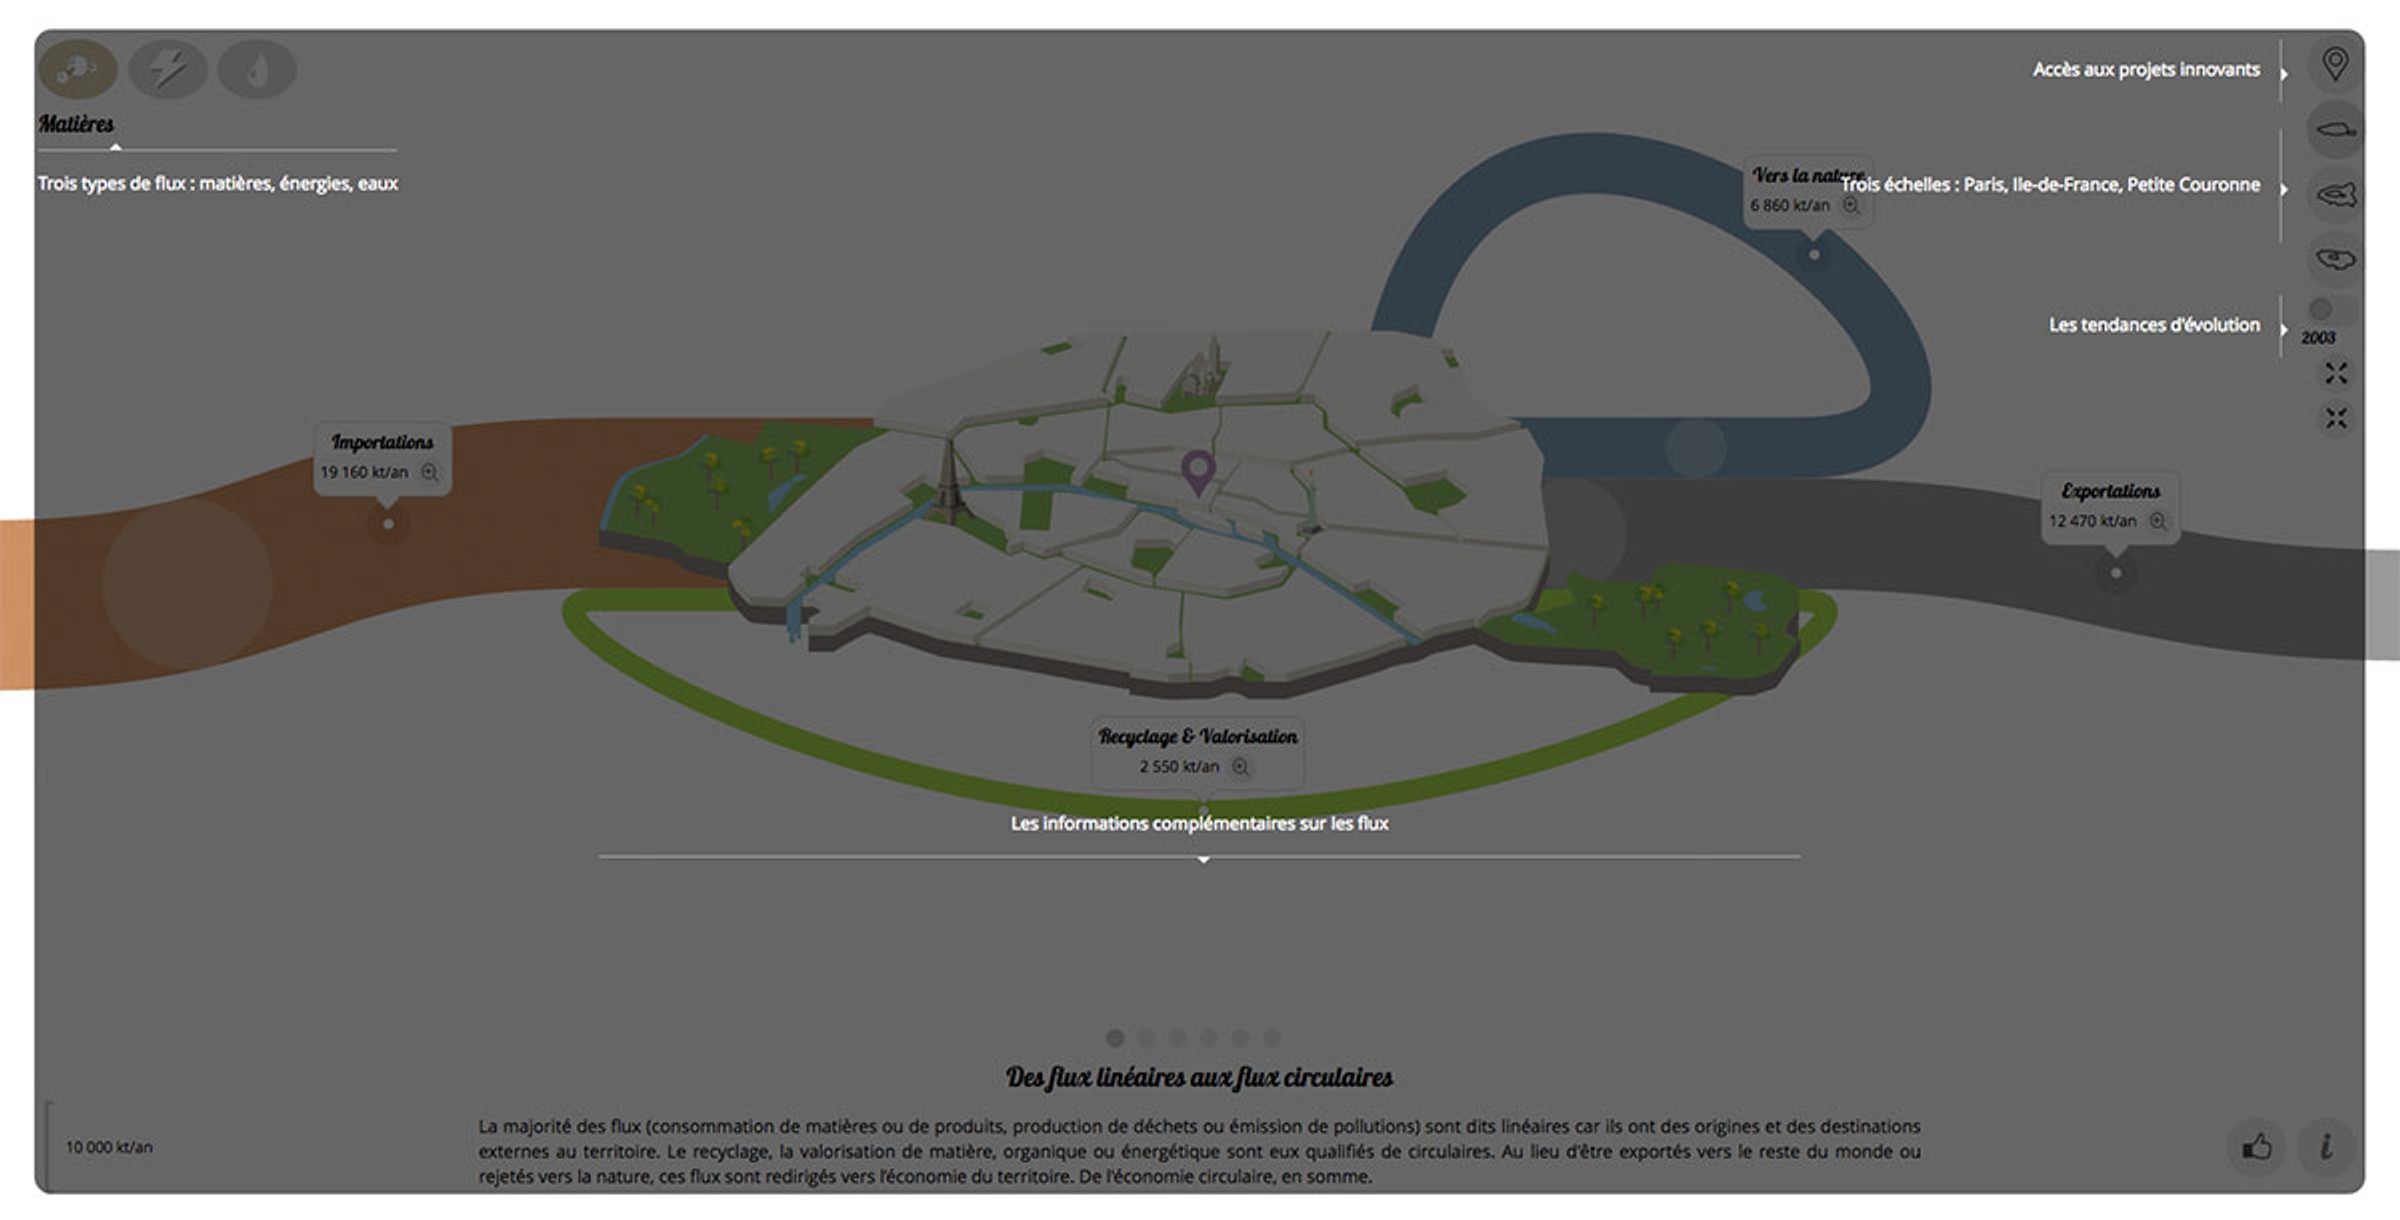 Matières
Trois types de flux : matières, énergies, eaux
Accès aux projets innovants
Vers la nature
6 860 kt/an
Trois échelles : Paris, Ile-de-France, Petite Couronne
Les tendances d'évolution
2003
Importations
19 160 kt/an
Exportations
12 470 kt/an
Recyclage & Valorisation
2 550 kt/an
Les informations complémentaires sur les flux
Des flux linéaires aux flux circulaires
La majorité des flux (consommation de matières ou de produits, production de déchets ou émission de pollutions) sont dits linéaires car ils ont des origines et des destinations
externes au territoire. Le recyclage, la valorisation de matière, organique ou énergétique sont eux qualifiés de circulaires. Au lieu d'être exportés vers le reste du monde ou
rejetés vers la nature, ces flux sont redirigés vers l'économie du territoire. De l'économie circulaire, en somme.
10 000 kt/an
i